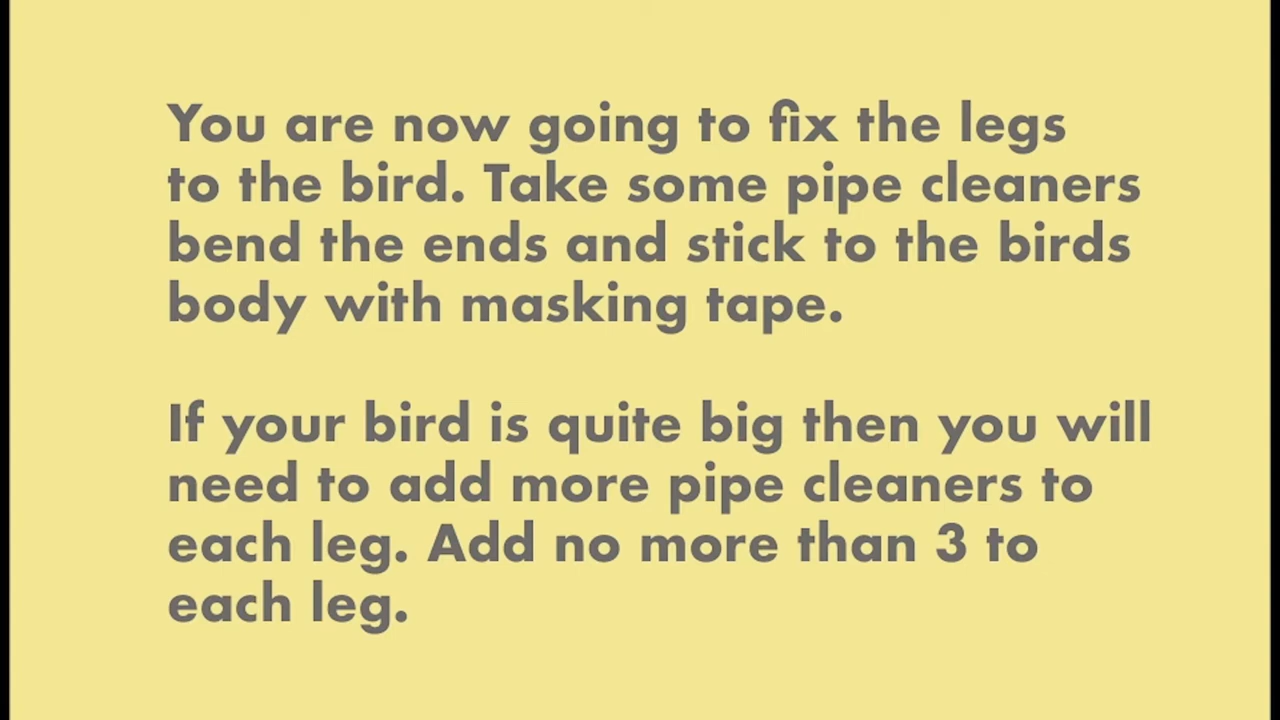 You are now going to fix the legs
to the bird. Take some pipe cleaners
bend the ends and stick to the birds
body with masking tape.
If your bird is quite big then you will
need to add more pipe cleaners to
each leg. Add no more than 3 to
each leg.